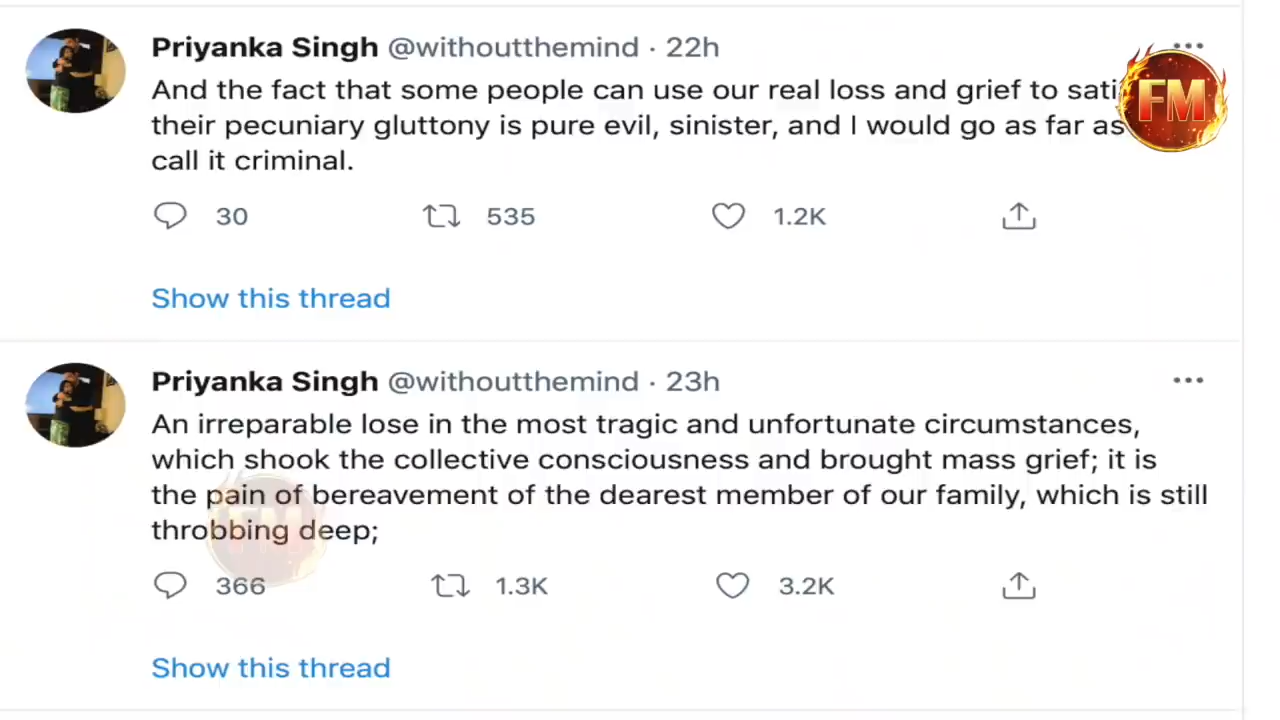 Priyanka Singh @withoutthemind · 22h
And the fact that some people can use our real loss and grief to
their pecuniary gluttony is pure evil, sinister, and I would go as far as
call it criminal.
30 535 1.2K
Show this thread
Priyanka Singh @withoutthemind · 23h
An irreparable lose in the most tragic and unfortunate circumstances,
which shook the collective consciousness and brought mass grief; it is
the pain of bereavement of the dearest member of our family, which is still
throbbing deep;
366 1.3K 3.2K
Show this thread
FM
FM